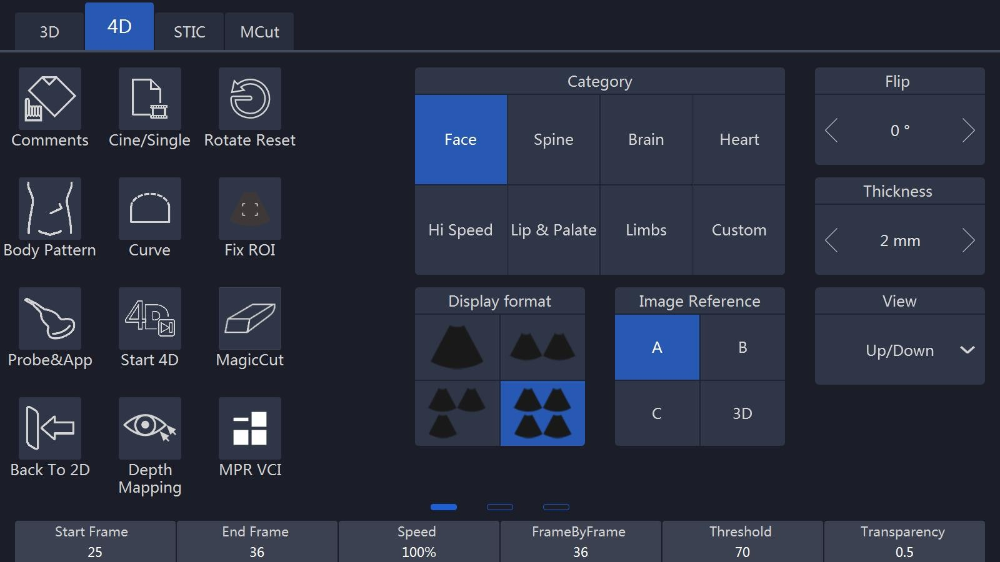 3D
4D
STIC
MCut
Comments
Cine/Single
Rotate Reset
Body Pattern
Curve
Fix ROI
Probe&App
4D
Start 4D
MagicCut
Back To 2D
Depth
Mapping
MPR VCI
Category
Face
Spine
Brain
Heart
Hi Speed
Lip & Palate
Limbs
Custom
Display format
Image Reference
A
B
C
3D
Flip
0 °
Thickness
2 mm
View
Up/Down
Start Frame
25
End Frame
36
Speed
100%
FrameByFrame
36
Threshold
70
Transparency
0.5